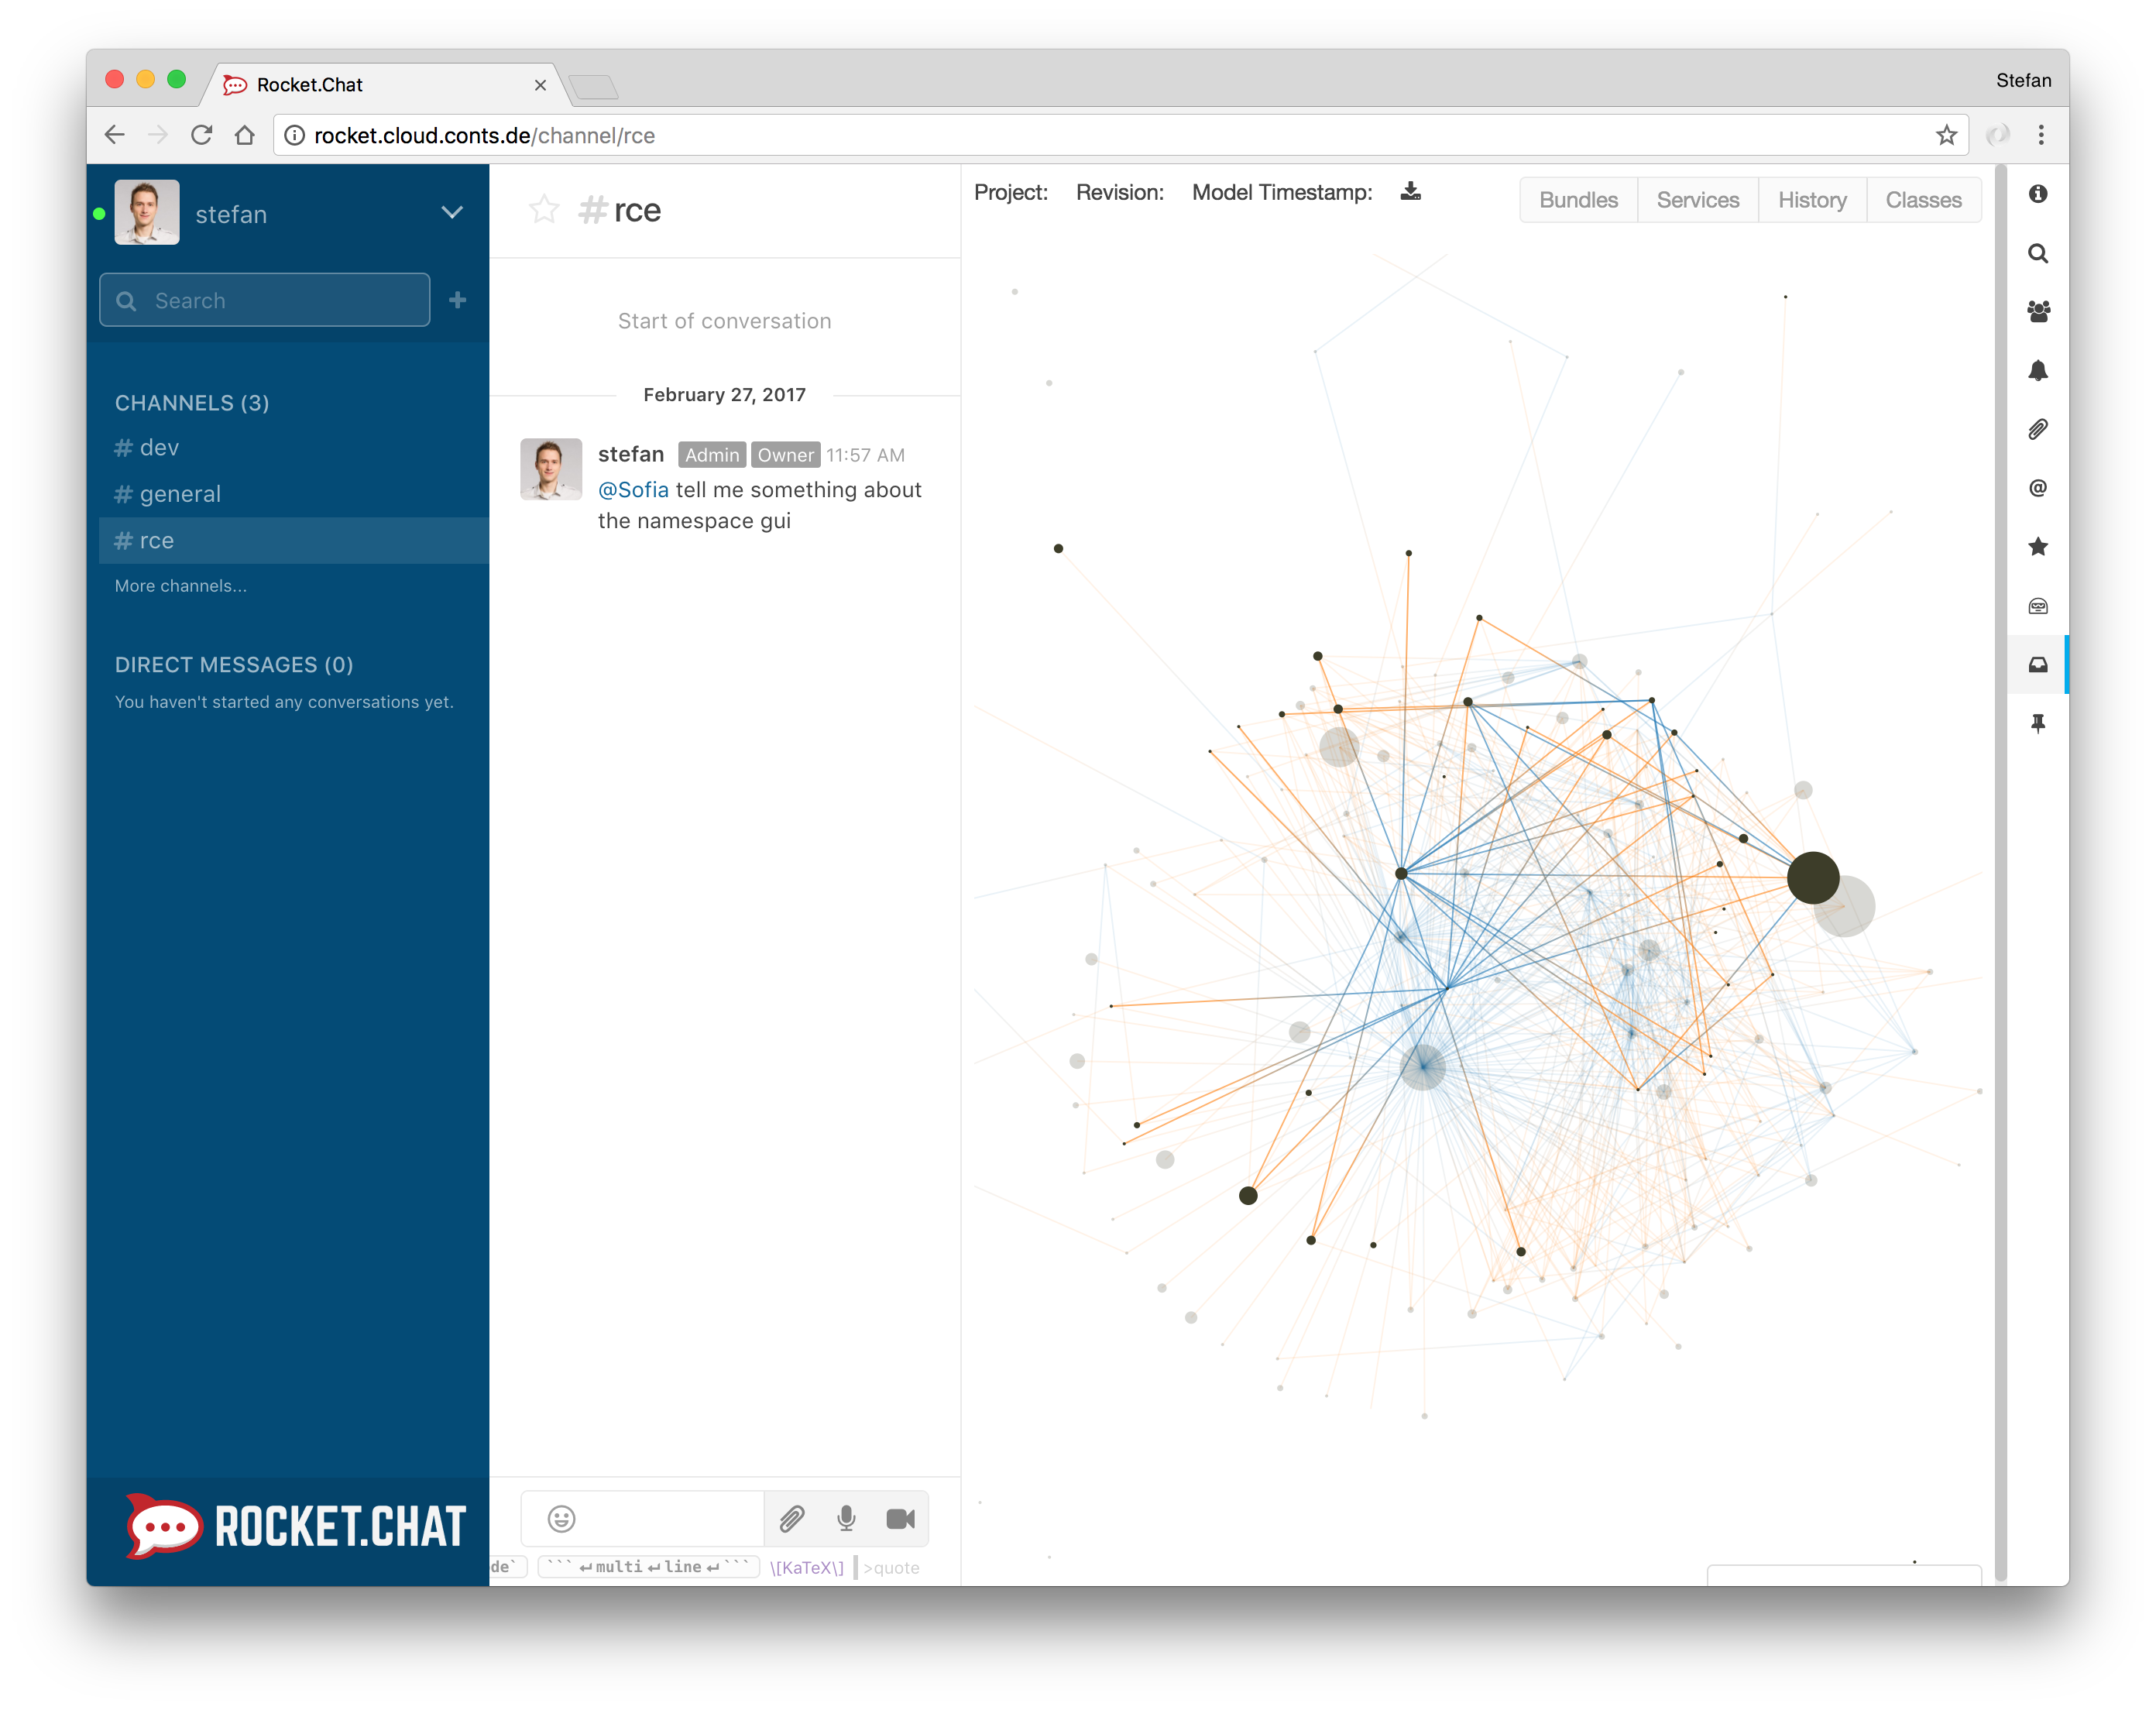 Rocket.Chat
Stefan
rocket.cloud.conts.de/channel/rce
stefan
Search
CHANNELS (3)
# dev
# general
# rce
More channels...
DIRECT MESSAGES (0)
You haven't started any conversations yet.
ROCKET.CHAT
#rce
Start of conversation
February 27, 2017
stefan Admin Owner 11:57 AM
@Sofia tell me something about
the namespace gui
de` ```↵multi↵line↵``` \[KaTeX\] >quote
Project: Revision: Model Timestamp:
Bundles Services History Classes